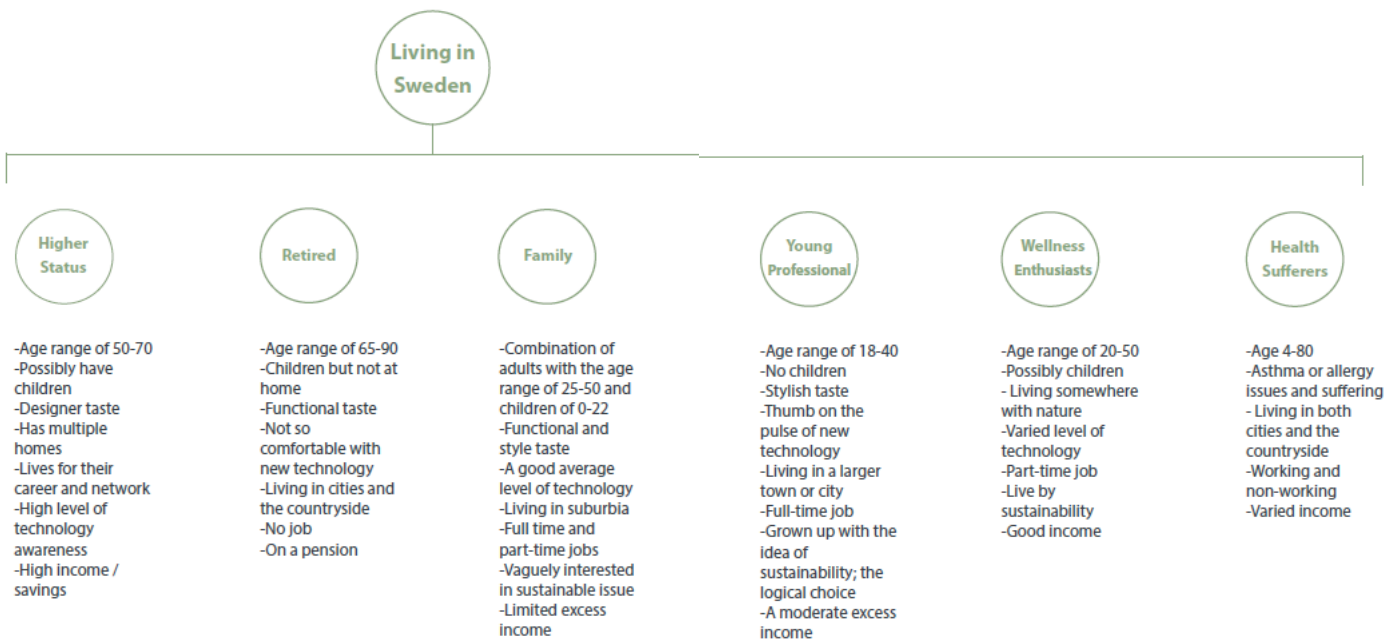 Living in
Sweden
Higher
Status
-Age range of 50-70
-Possibly have
children
-Designer taste
-Has multiple
homes
-Lives for their
career and network
-High level of
technology
awareness
-High income /
savings
Retired
-Age range of 65-90
-Children but not at
home
-Functional taste
-Not so
comfortable with
new technology
-Living in cities and
the countryside
-No job
-On a pension
Family
-Combination of
adults with the age
range of 25-50 and
children of 0-22
-Functional and
style taste
-A good average
level of technology
-Living in suburbia
-Full time and
part-time jobs
-Vaguely interested
in sustainable issue
-Limited excess
income
Young
Professional
-Age range of 18-40
-No children
-Stylish taste
-Thumb on the
pulse of new
technology
-Living in a larger
town or city
-Full-time job
-Grown up with the
idea of
sustainability; the
logical choice
-A moderate excess
income
Wellness
Enthusiasts
-Age range of 20-50
-Possibly children
- Living somewhere
with nature
-Varied level of
technology
-Part-time job
-Live by
sustainability
-Good income
Health
Sufferers
-Age 4-80
-Asthma or allergy
issues and suffering
- Living in both
cities and the
countryside
-Working and
non-working
-Varied income